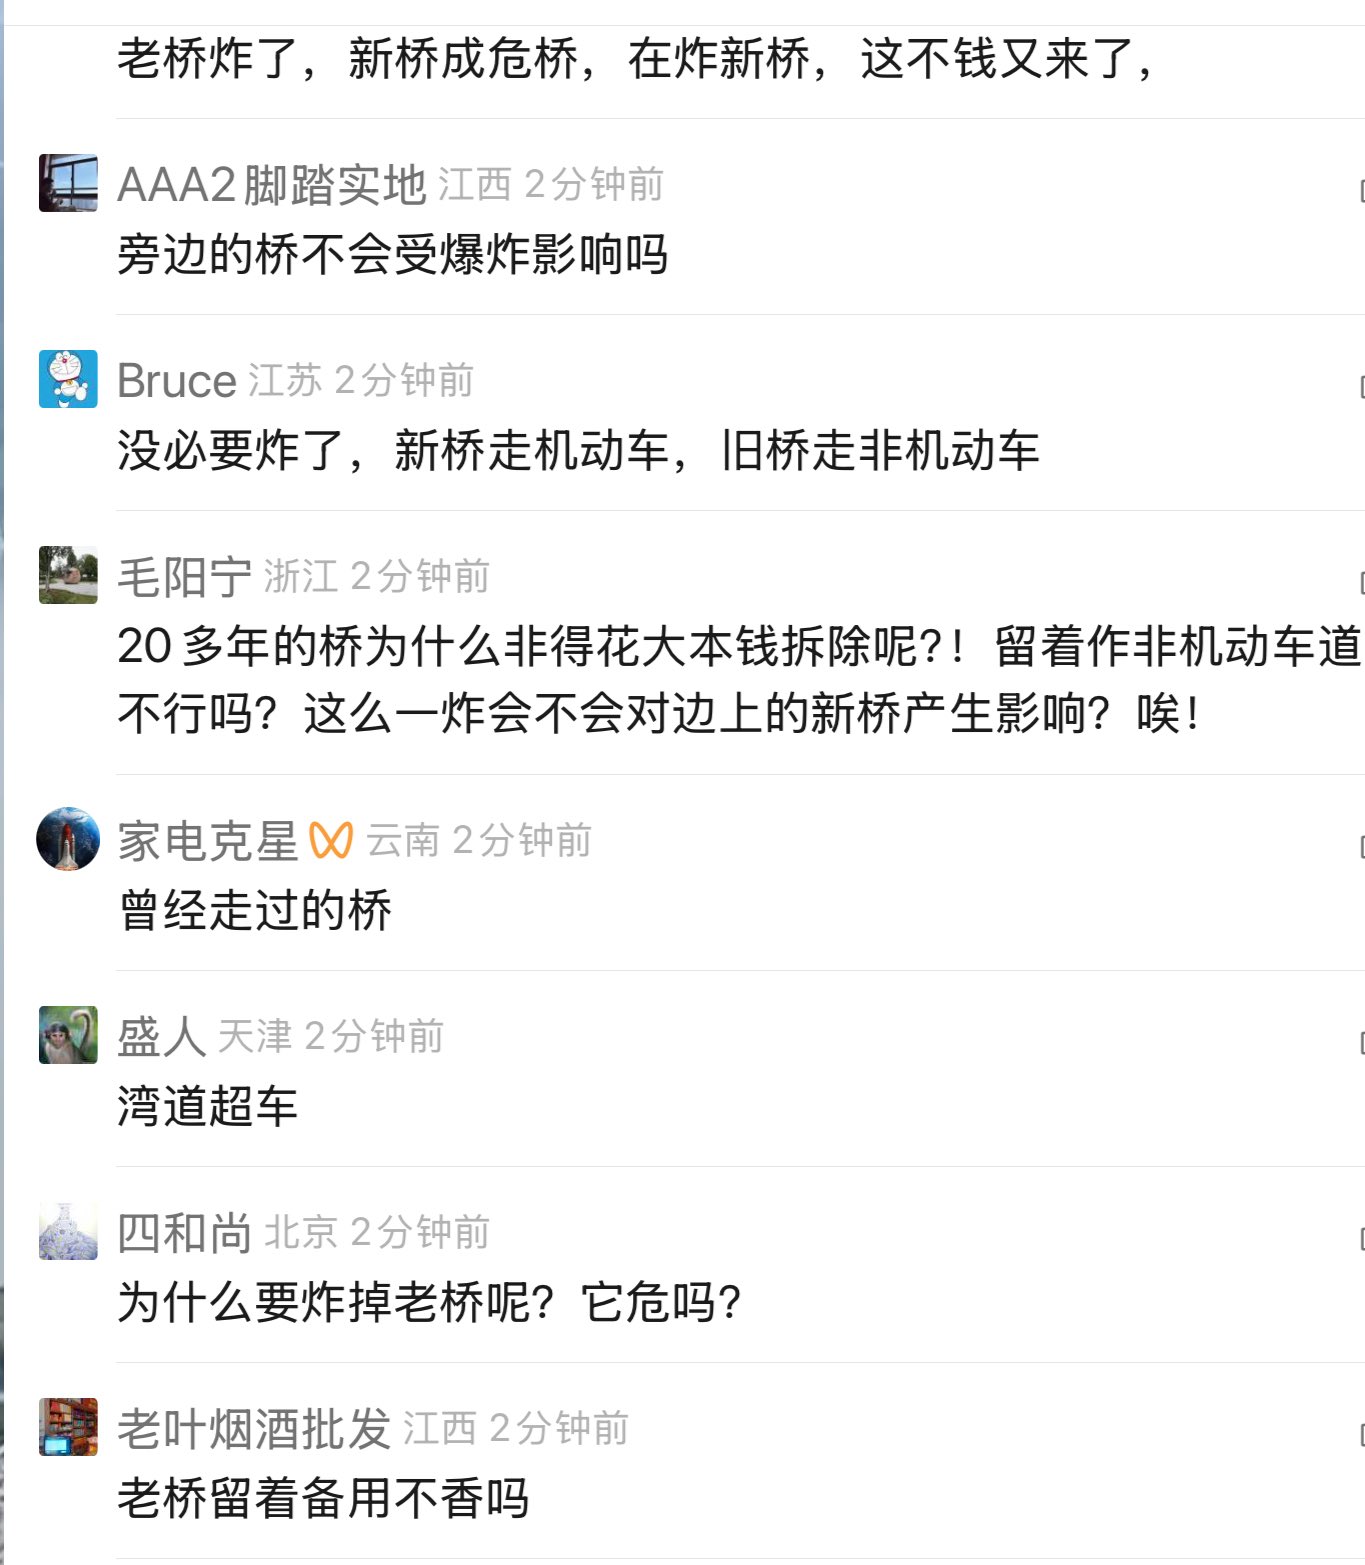 老桥炸了，新桥成危桥，在炸新桥，这不钱又来了，
AAA2脚踏实地 江西 2分钟前
旁边的桥不会受爆炸影响吗
Bruce 江苏 2分钟前
没必要炸了，新桥走机动车，旧桥走非机动车
毛阳宁 浙江 2分钟前
20多年的桥为什么非得花大本钱拆除呢?！留着作非机动车道
不行吗？这么一炸会不会对边上的新桥产生影响？唉！
家电克星 云南 2分钟前
曾经走过的桥
盛人 天津 2分钟前
湾道超车
四和尚 北京 2分钟前
为什么要炸掉老桥呢？它危吗？
老叶烟酒批发 江西 2分钟前
老桥留着备用不香吗